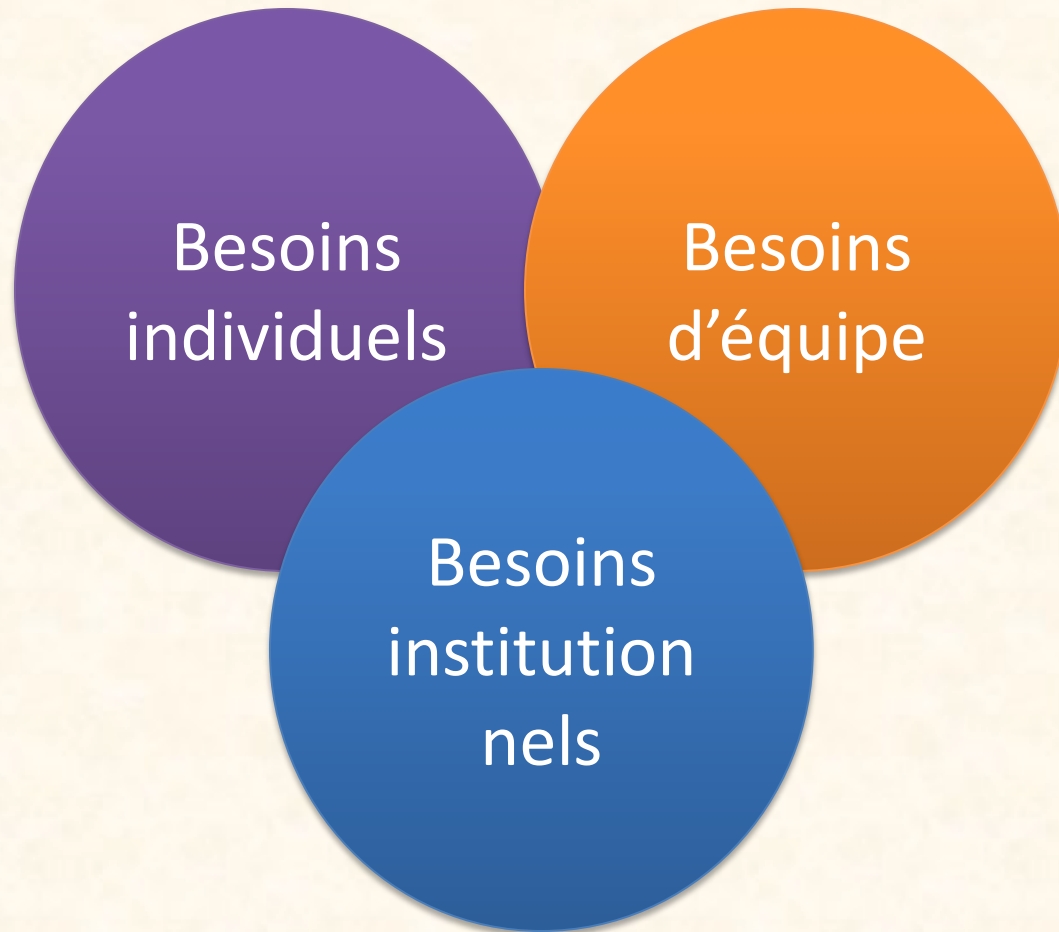 Besoins
individuels
Besoins
d’équipe
Besoins
institution
nels